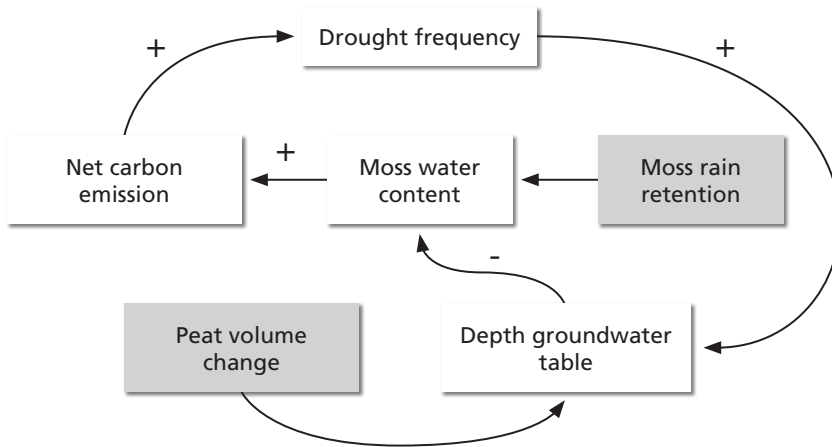 +
Drought frequency
+
Net carbon
emission
+
Moss water
content
Moss rain
retention
-
Peat volume
change
Depth groundwater
table